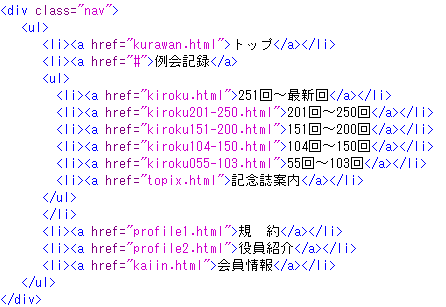 <div class="nav">
<ul>
<li><a href="kurawan.html">トップ</a></li>
<li><a href="#">例会記録</a>
<ul>
<li><a href="kiroku.html">251回～最新回</a></li>
<li><a href="kiroku201-250.html">201回～250回</a></li>
<li><a href="kiroku151-200.html">151回～200回</a></li>
<li><a href="kiroku104-150.html">104回～150回</a></li>
<li><a href="kiroku055-103.html">55回～103回</a></li>
<li><a href="topix.html">記念誌案内</a></li>
</ul>
</li>
<li><a href="profile1.html">規　約</a></li>
<li><a href="profile2.html">役員紹介</a></li>
<li><a href="kaiin.html">会員情報</a></li>
</ul>
</div>